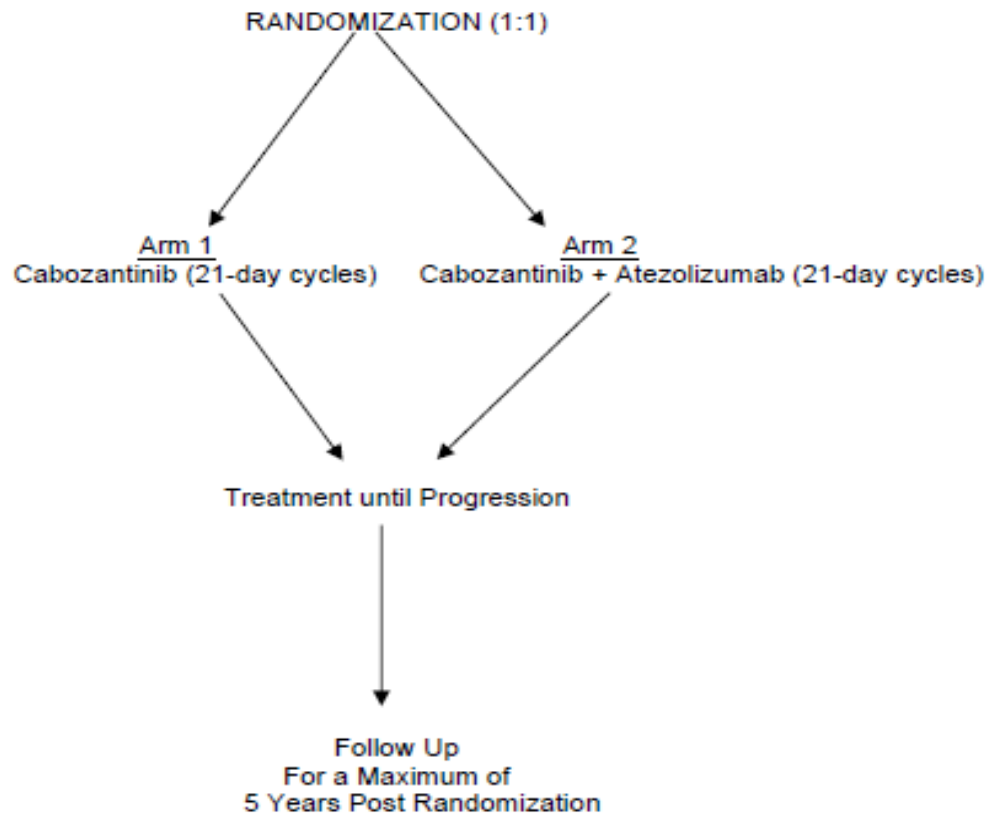 RANDOMIZATION (1:1)
Arm 1
Cabozantinib (21-day cycles)
Arm 2
Cabozantinib + Atezolizumab (21-day cycles)
Treatment until Progression
Follow Up
For a Maximum of
5 Years Post Randomization